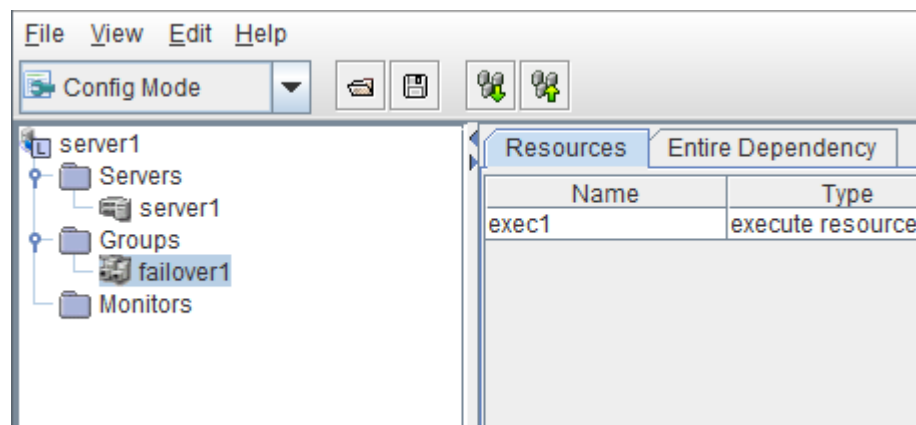 File View Edit Help
Config Mode
server1
Servers
server1
Groups
failover1
Monitors
Resources Entire Dependency
Name Type
exec1 execute resource